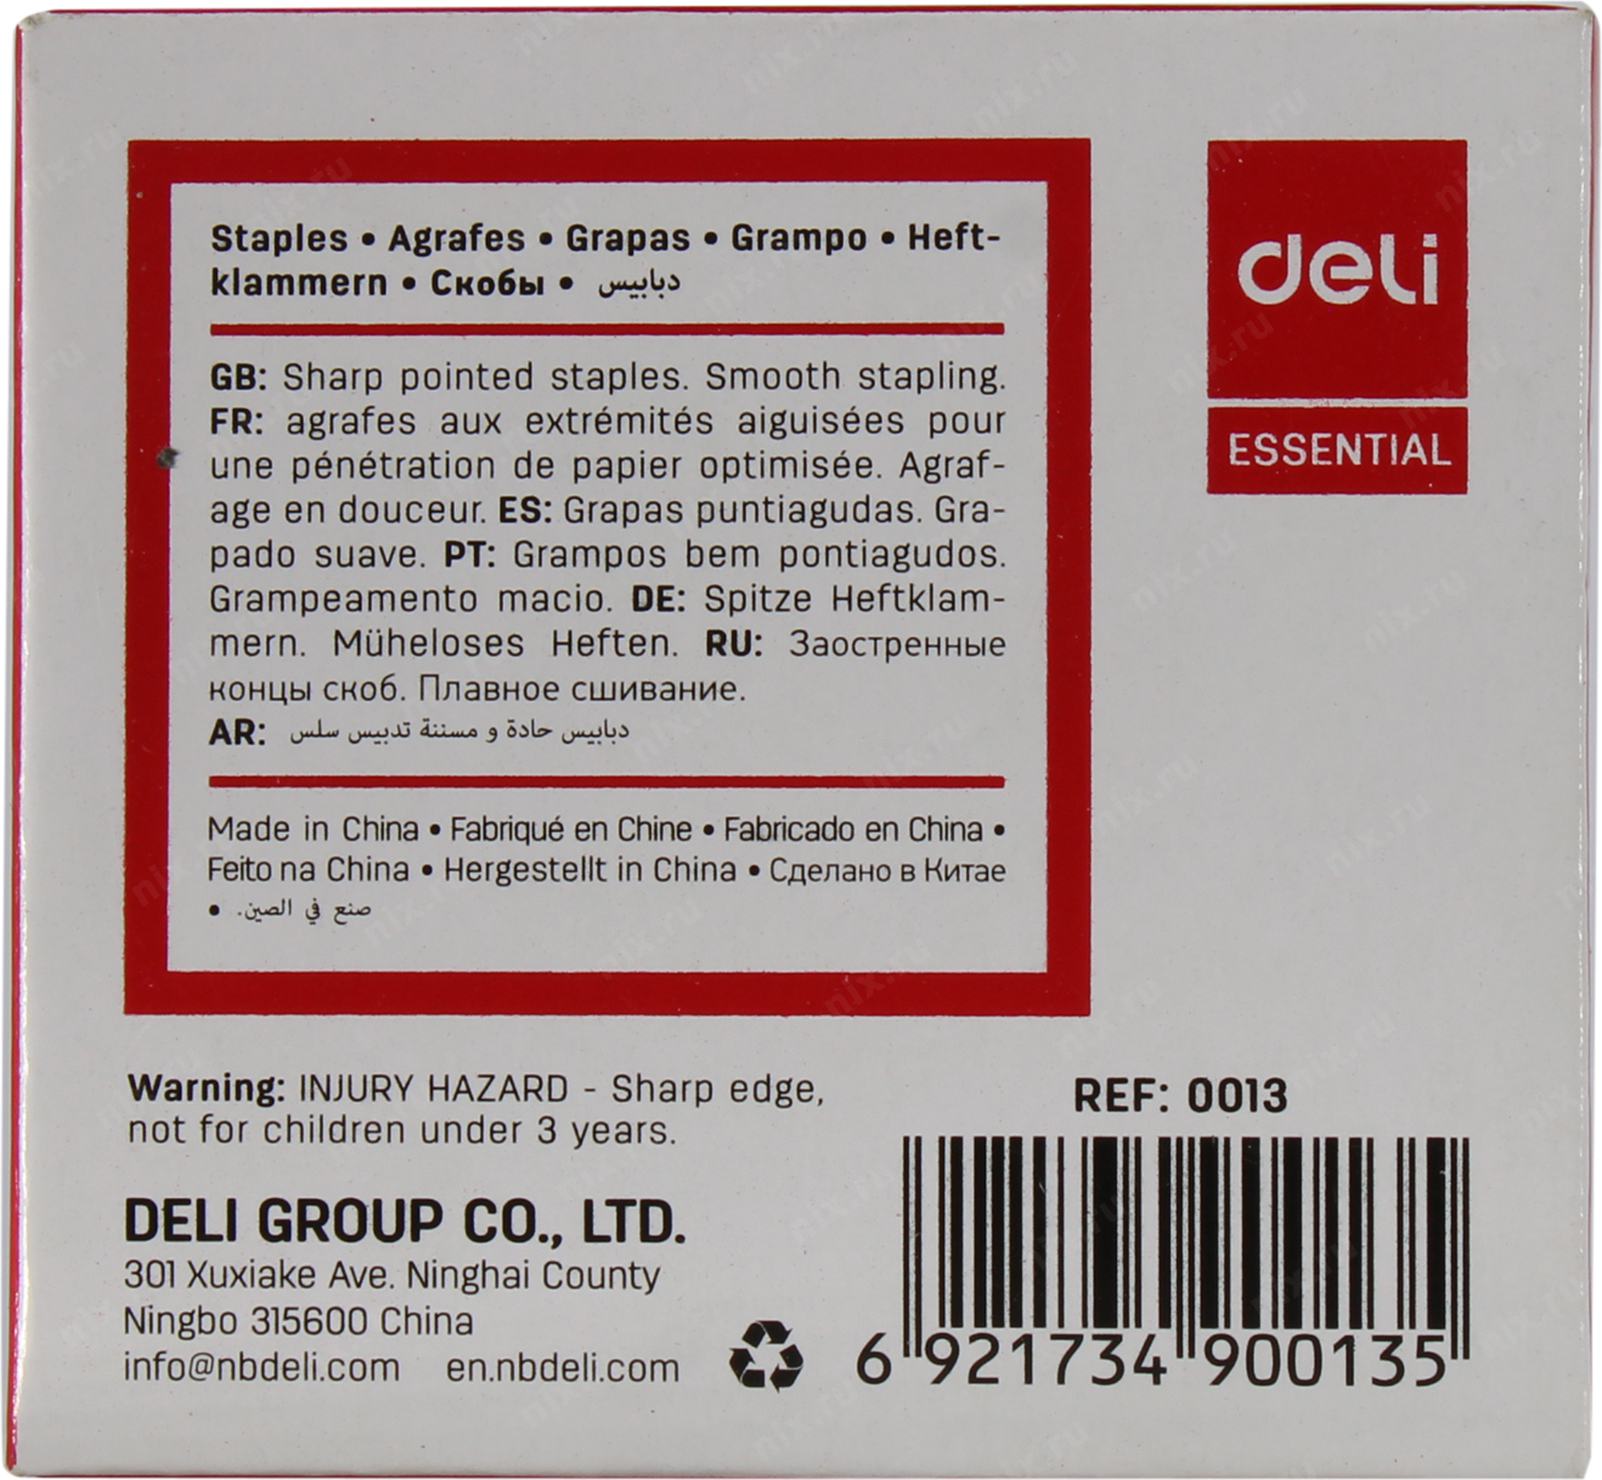 Staples • Agrafes • Grapas • Grampo • Heft-
klammern • Скобы • دبابيس
GB: Sharp pointed staples. Smooth stapling.
FR: agrafes aux extrémités aiguisées pour
une pénétration de papier optimisée. Agraf-
age en douceur. ES: Grapas puntiagudas. Gra-
pado suave. PT: Grampos bem pontiagudos.
Grampeamento macio. DE: Spitze Heftklam-
mern. Müheloses Heften. RU: Заостренные
концы скоб. Плавное сшивание.
AR: دبابيس حادة و مسننة تدبيس سلس
Made in China • Fabriqué en Chine • Fabricado en China •
Feito na China • Hergestellt in China • Сделано в Китае
• صنع في الصين.
deli
ESSENTIAL
Warning: INJURY HAZARD - Sharp edge,
not for children under 3 years.
DELI GROUP CO., LTD.
301 Xuxiake Ave. Ninghai County
Ningbo 315600 China
info@nbdeli.com en.nbdeli.com
REF: 0013
6 921734 900135
nix.ru